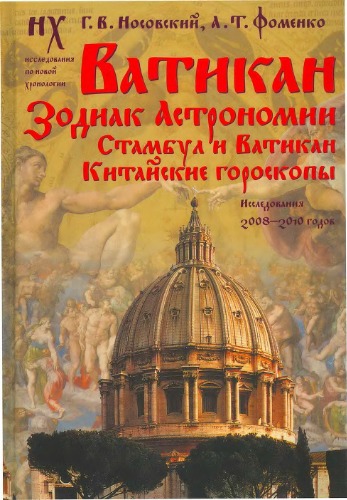 НХ
исследования
по новой
хронологии
Г. В. Носовский, А. Т. Фоменко
Ватикан
Зодиак Астрономии
Стамбул и Ватикан
Китайские гороскопы
Исследования
2008–2010 годов